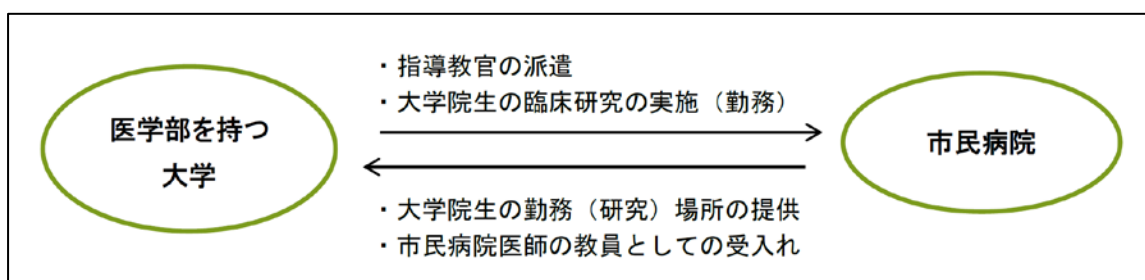 ・指導教官の派遣
・大学院生の臨床研究の実施（勤務）
医学部を持つ
大学
市民病院
・大学院生の勤務（研究）場所の提供
・市民病院医師の教員としての受入れ